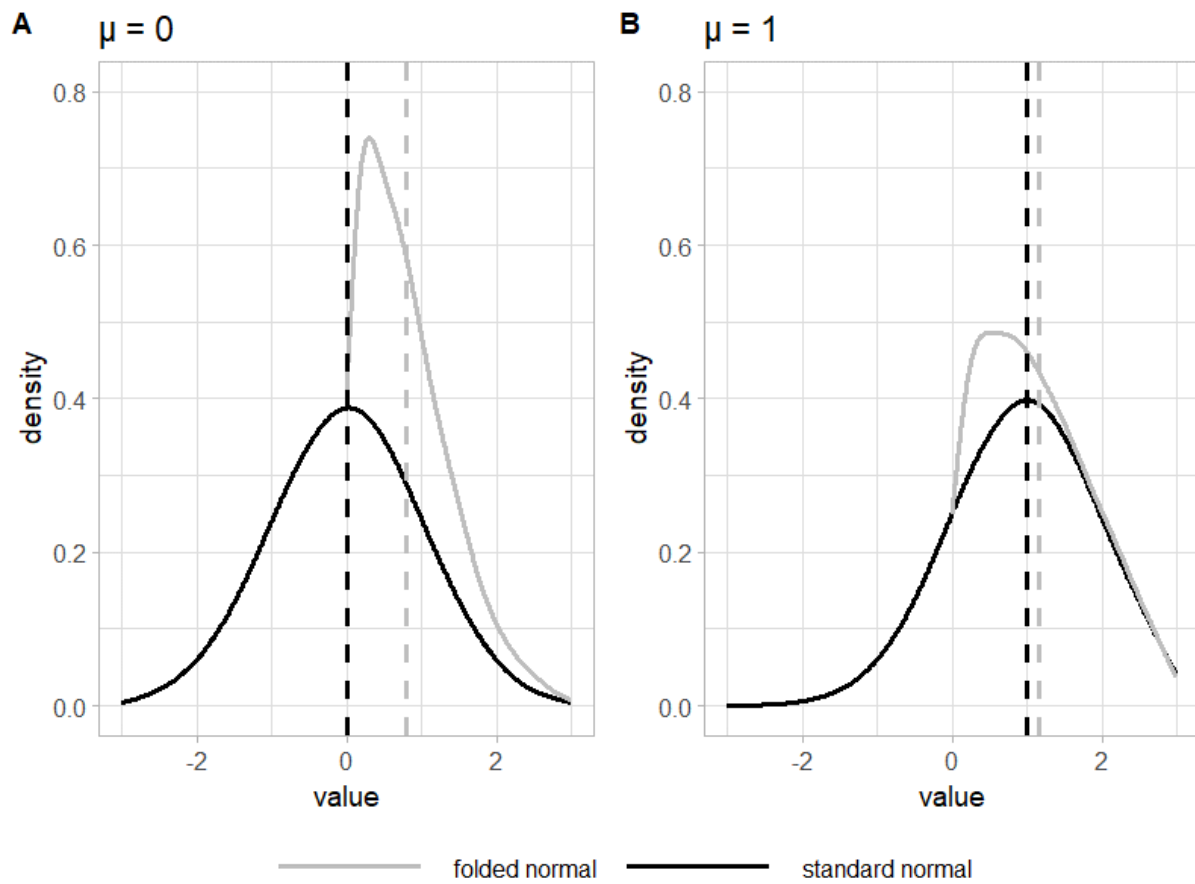 A
μ = 0
0.8
0.6
0.4
0.2
0.0
density
-2
0
2
value
B
μ = 1
0.8
0.6
0.4
0.2
0.0
density
-2
0
2
value
folded normal
standard normal